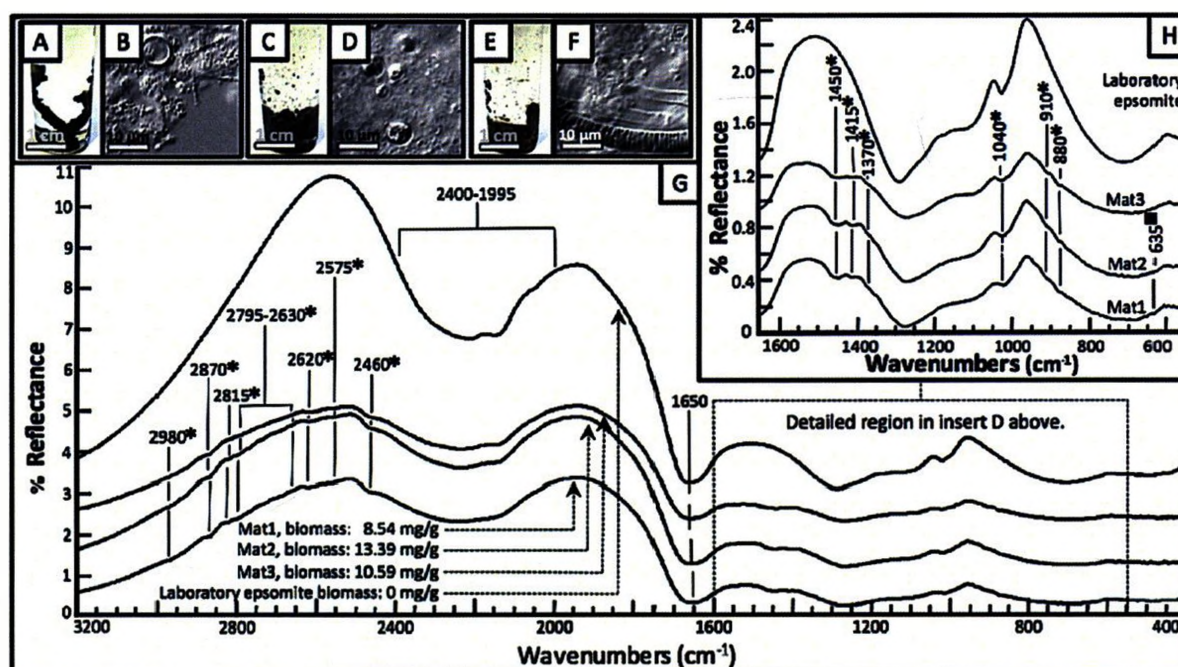 A B C D E F
1 cm 10 µm 1 cm 10 µm 1 cm 10 µm
H
2.4
2.0
1.6
1.2
0.8
0.4
0
% Reflectance
Laboratory
epsomite
1450*
1415*
1370*
1040*
910*
880*
Mat3
Mat2
Mat1
■
635
1600 1400 1200 1000 800 600
Wavenumbers (cm-1)
G
11
10
9
8
7
6
5
4
3
2
1
0
% Reflectance
2400-1995
2575*
2795-2630*
2620*
2460*
2870*
2815*
2980*
1650
Detailed region in insert D above.
Mat1, biomass: 8.54 mg/g
Mat2, biomass: 13.39 mg/g
Mat3, biomass: 10.59 mg/g
Laboratory epsomite biomass: 0 mg/g
3200 2800 2400 2000 1600 1200 800 400
Wavenumbers (cm-1)